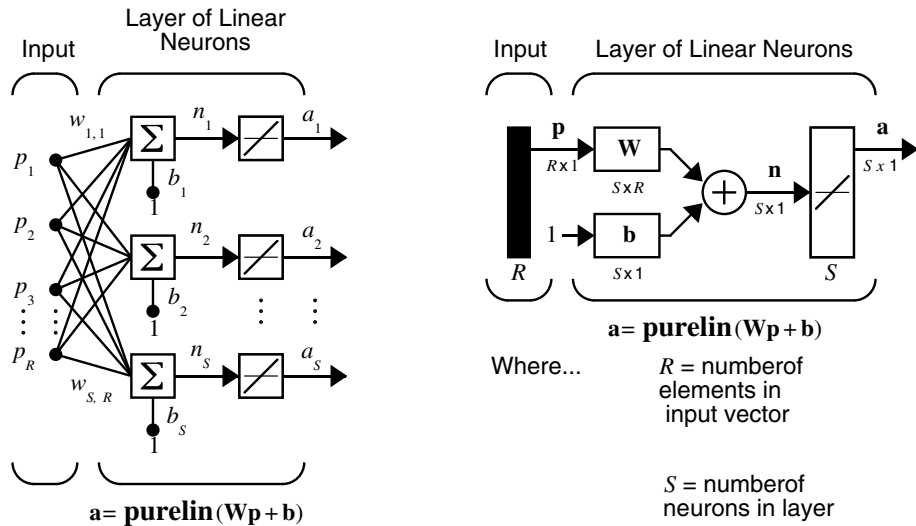 Layer of Linear
Neurons
Input
w1,1
n1
a1
p1
Σ
b1
1
p2
n2
a2
Σ
p3
b2
1
pR
nS
aS
Σ
wS, R
bS
1
a= purelin(Wp+b)
Input
Layer of Linear Neurons
p
W
a
R x 1
S x R
S x 1
n
+
S x 1
1
b
R
S x 1
S
a= purelin(Wp+b)
Where...
R = numberof
elements in
input vector
S = numberof
neurons in layer